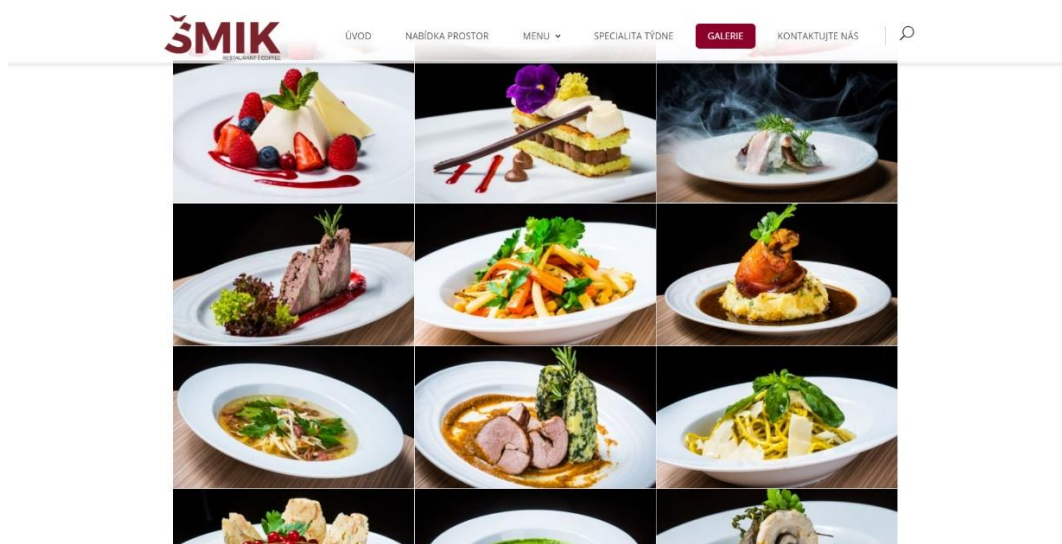 ŠMIK
RESTAURANT | COFFEE
ÚVOD
NABÍDKA PROSTOR
MENU
SPECIALITA TÝDNE
GALERIE
KONTAKTUJTE NÁS